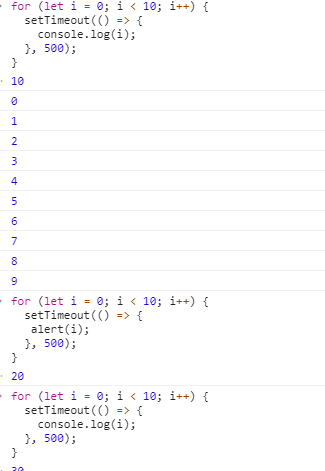 for (let i = 0; i < 10; i++) {
  setTimeout(() => {
    console.log(i);
  }, 500);
}
10
0
1
2
3
4
5
6
7
8
9
for (let i = 0; i < 10; i++) {
  setTimeout(() => {
   alert(i);
  }, 500);
}
20
for (let i = 0; i < 10; i++) {
  setTimeout(() => {
    console.log(i);
  }, 500);
}
30